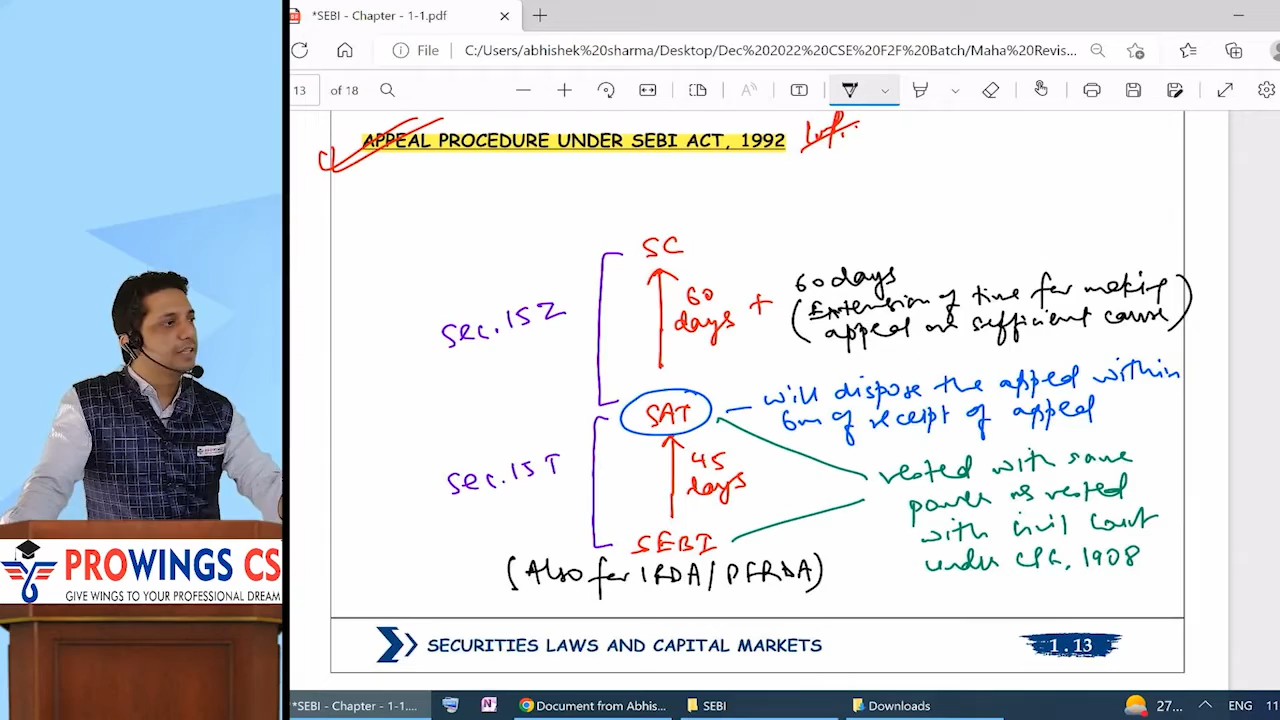 *SEBI - Chapter - 1-1.pdf
File C:/Users/abhishek%20sharma/Desktop/Dec%202022%20CSE%20F2F%20Batch/Maha%20Revis...
13 of 18
APPEAL PROCEDURE UNDER SEBI ACT, 1992
SC
60 days
60 days +
(Extension of time for making
appeal on sufficient cause)
Sec. 15Z
SAT
will dispose the appeal within
6m of receipt of appeal
Sec. 15T
45 days
vested with same
power as vested
with civil court
under CPC, 1908
SEBI
(Also for IRDA / PFRDA)
PROWINGS CS
GIVE WINGS TO YOUR PROFESSIONAL DREAM
PROWINGS CS
SECURITIES LAWS AND CAPITAL MARKETS
1.13
*SEBI - Chapter - 1-1....
Document from Abhis...
SEBI
Downloads
27...
ENG
11